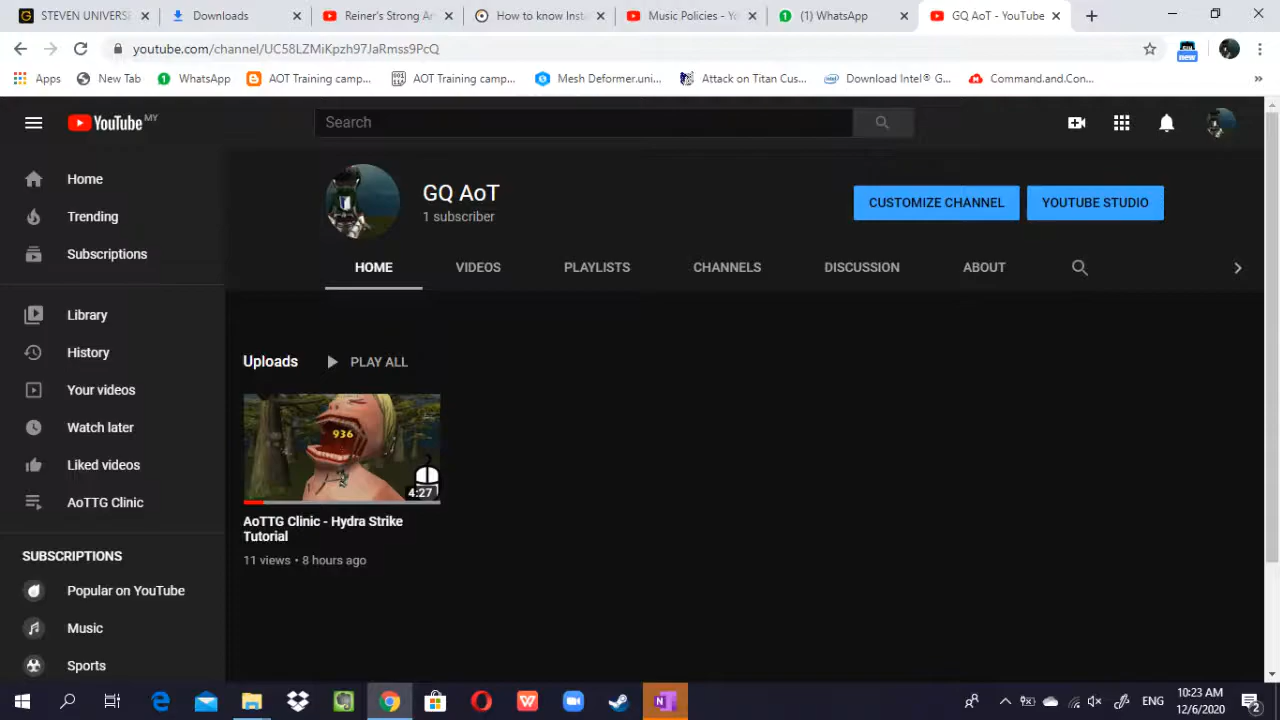 STEVEN UNIVERS
Downloads
Reiner's Strong Ar
How to know Inst
Music Policies - Yo
(1) WhatsApp
GQ AoT - YouTube
youtube.com/channel/UC58LZMiKpzh97JaRmss9PcQ
new
Apps
New Tab
WhatsApp
AOT Training camp...
AOT Training camp...
Mesh Deformer.uni...
Attack on Titan Cus...
Download Intel® G...
Command.and.Con...
YouTube MY
Search
Home
Trending
Subscriptions
Library
History
Your videos
Watch later
Liked videos
AoTTG Clinic
SUBSCRIPTIONS
Popular on YouTube
Music
Sports
GQ AoT
1 subscriber
CUSTOMIZE CHANNEL
YOUTUBE STUDIO
HOME
VIDEOS
PLAYLISTS
CHANNELS
DISCUSSION
ABOUT
Uploads
PLAY ALL
936
4:27
AoTTG Clinic - Hydra Strike
Tutorial
11 views • 8 hours ago
ENG
10:23 AM
12/6/2020
2